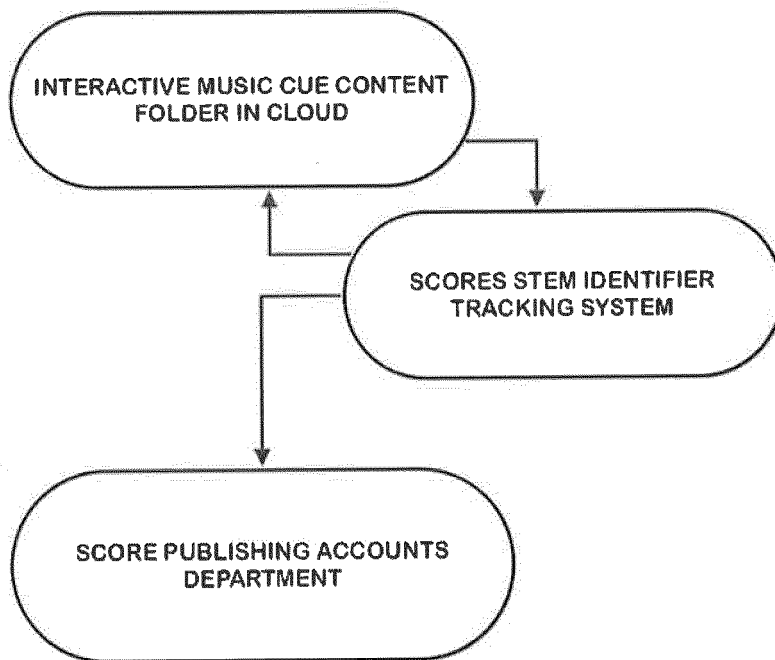 INTERACTIVE MUSIC CUE CONTENT
FOLDER IN CLOUD
SCORES STEM IDENTIFIER
TRACKING SYSTEM
SCORE PUBLISHING ACCOUNTS
DEPARTMENT